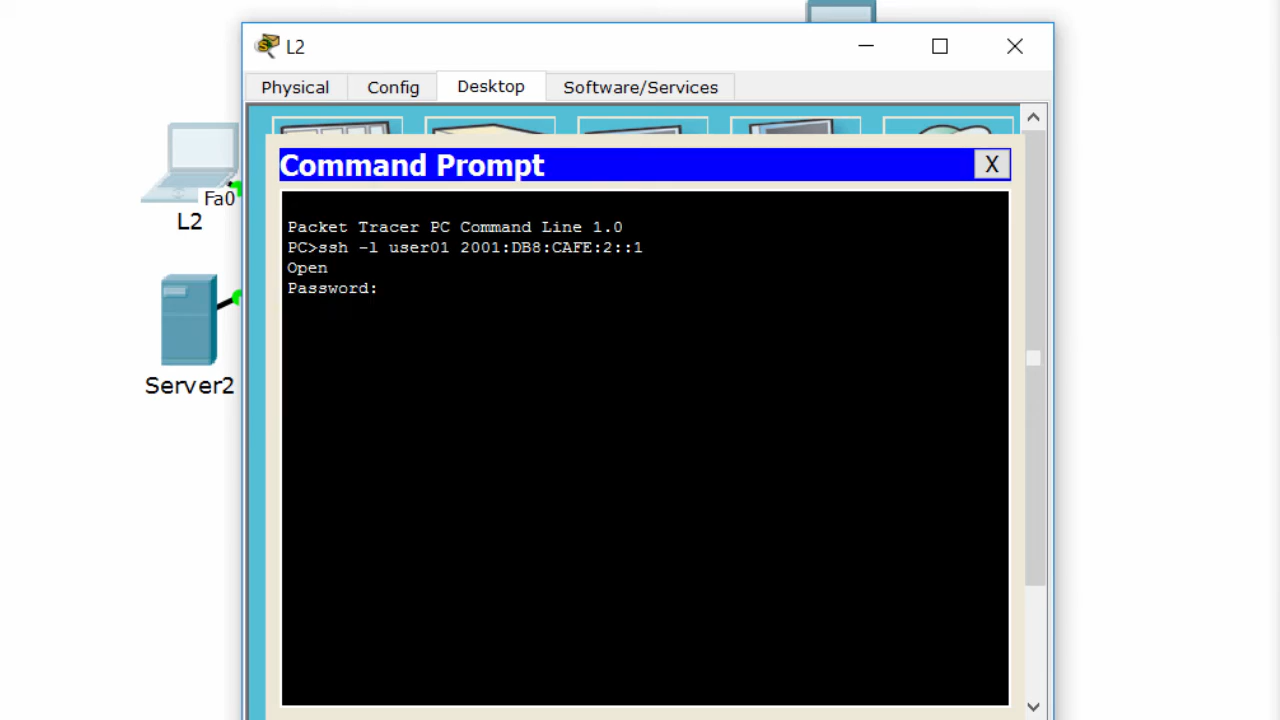 L2
Physical
Config
Desktop
Software/Services
Command Prompt
X
Packet Tracer PC Command Line 1.0
PC>ssh -l user01 2001:DB8:CAFE:2::1
Open
Password:
Fa0
L2
Server2